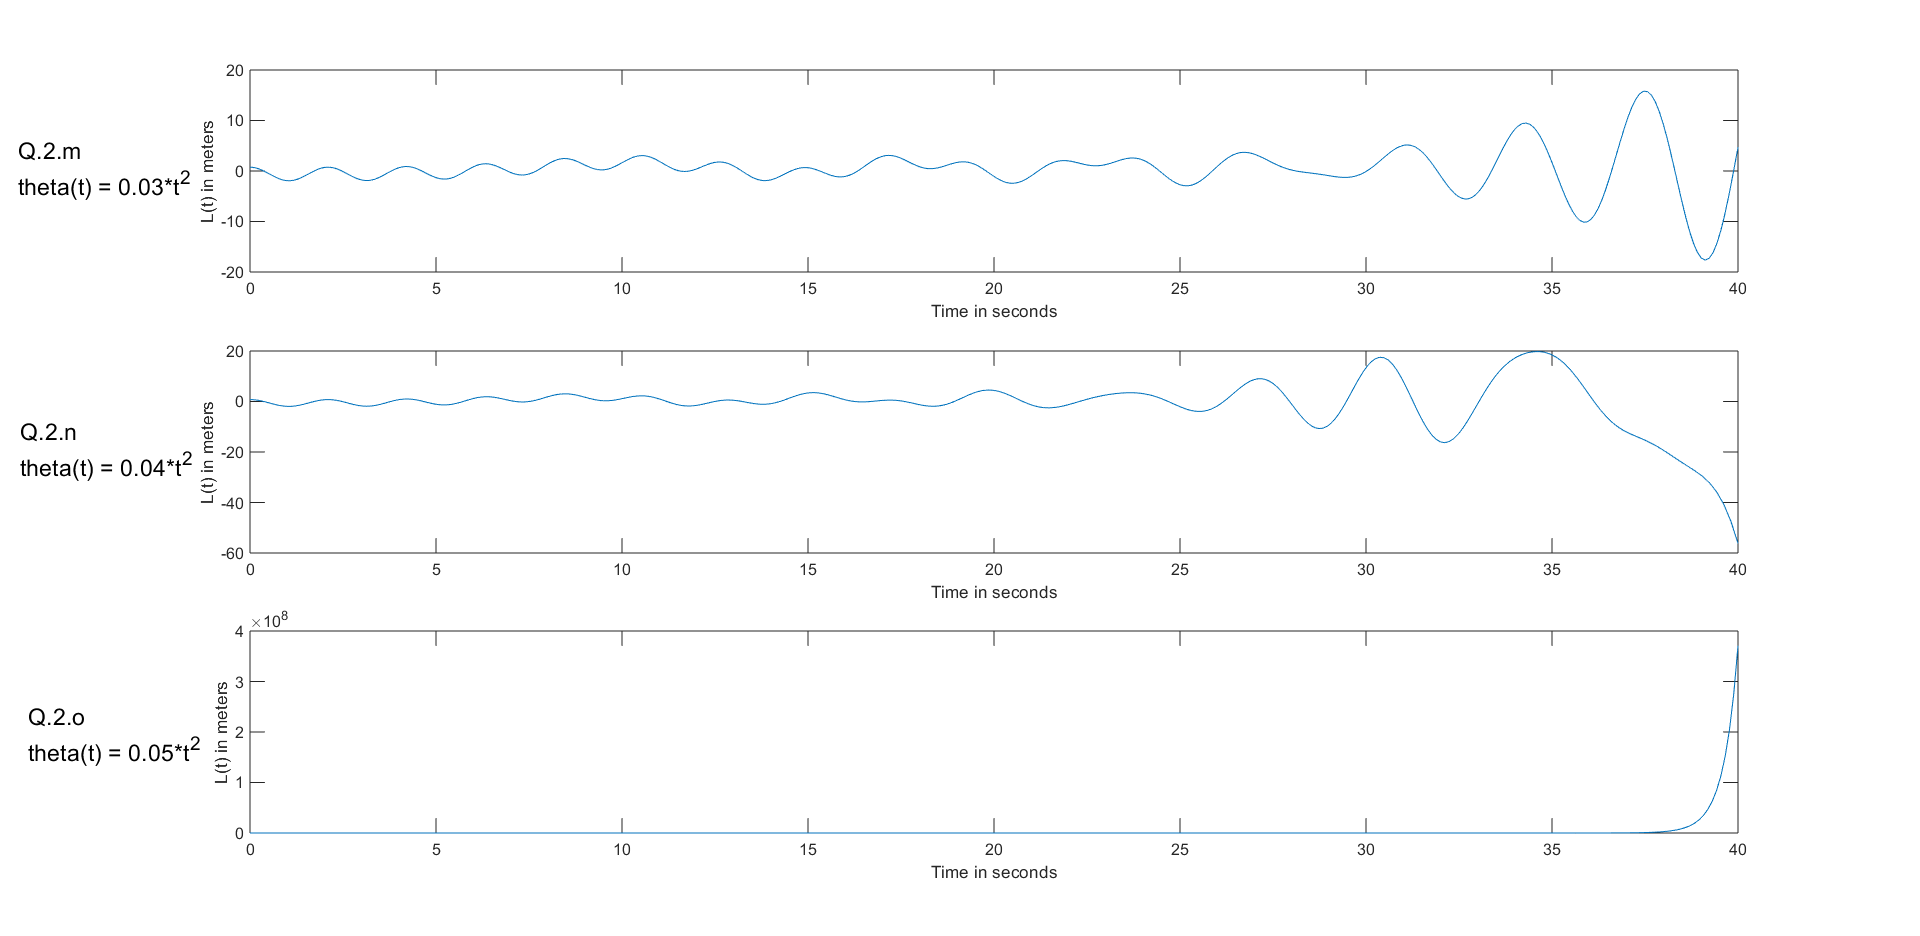 20
10
0
-10
-20
L(t) in meters
Q.2.m
theta(t) = 0.03*t^2
0 5 10 15 20 25 30 35 40
Time in seconds
20
0
-20
-40
-60
L(t) in meters
Q.2.n
theta(t) = 0.04*t^2
0 5 10 15 20 25 30 35 40
Time in seconds
×10^8
4
3
2
1
0
L(t) in meters
Q.2.o
theta(t) = 0.05*t^2
0 5 10 15 20 25 30 35 40
Time in seconds